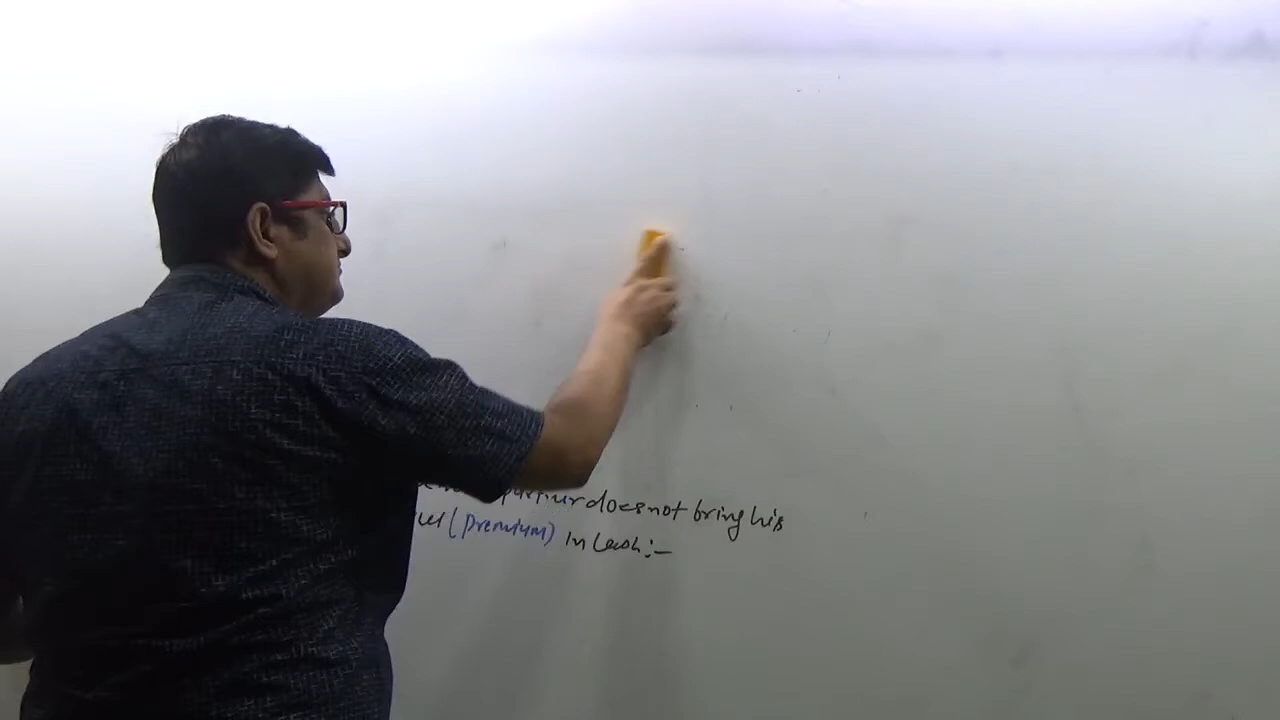 partner does not bring his
(Premium) in Cash:-